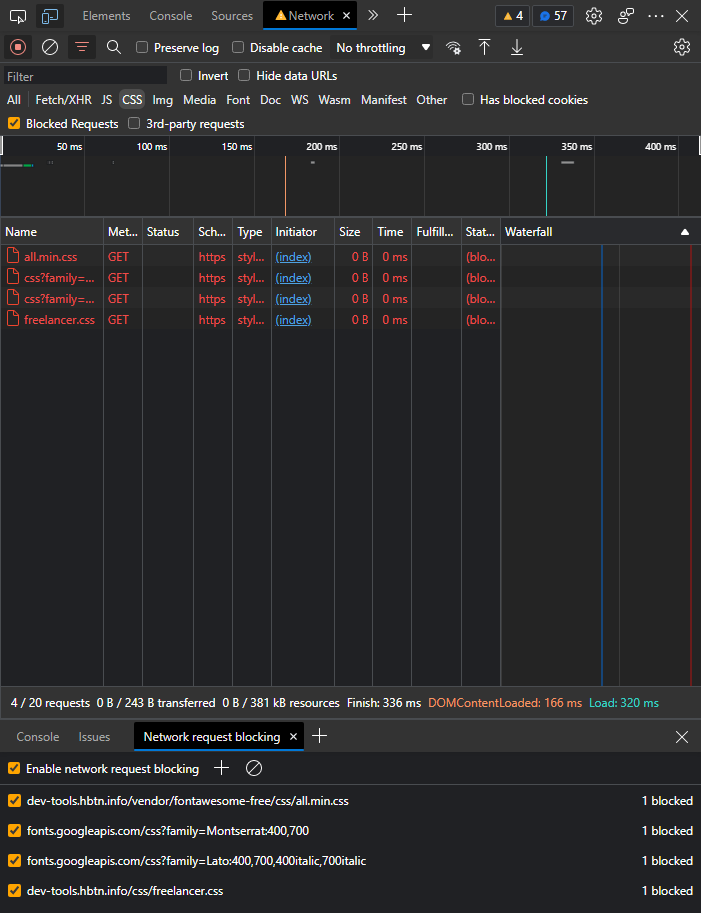 Elements Console Sources Network × 4 57
Preserve log Disable cache No throttling
Filter Invert Hide data URLs
All Fetch/XHR JS CSS Img Media Font Doc WS Wasm Manifest Other Has blocked cookies
Blocked Requests 3rd-party requests
50 ms 100 ms 150 ms 200 ms 250 ms 300 ms 350 ms 400 ms
Name Met... Status Sch... Type Initiator Size Time Fulfill... Stat... Waterfall
all.min.css GET https styl... (index) 0 B 0 ms (blo...
css?family=... GET https styl... (index) 0 B 0 ms (blo...
css?family=... GET https styl... (index) 0 B 0 ms (blo...
freelancer.css GET https styl... (index) 0 B 0 ms (blo...
4 / 20 requests 0 B / 243 B transferred 0 B / 381 kB resources Finish: 336 ms DOMContentLoaded: 166 ms Load: 320 ms
Console Issues Network request blocking ×
Enable network request blocking
dev-tools.hbtn.info/vendor/fontawesome-free/css/all.min.css 1 blocked
fonts.googleapis.com/css?family=Montserrat:400,700 1 blocked
fonts.googleapis.com/css?family=Lato:400,700,400italic,700italic 1 blocked
dev-tools.hbtn.info/css/freelancer.css 1 blocked